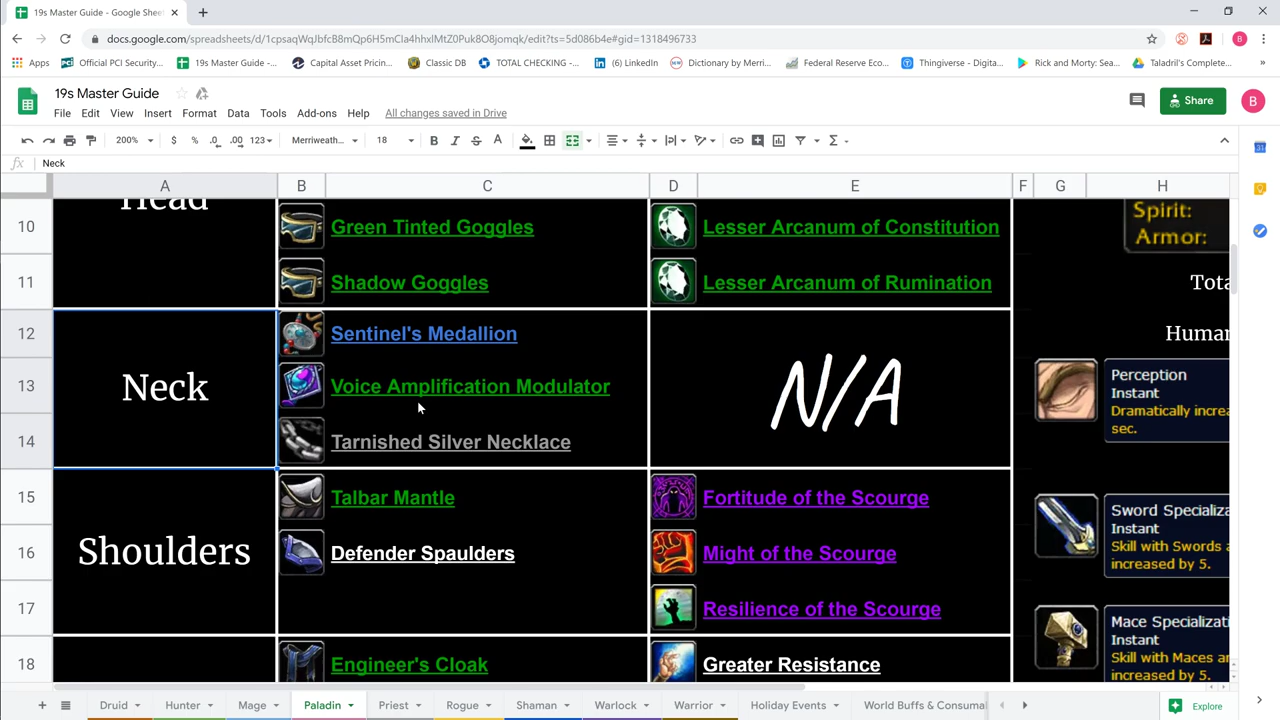 19s Master Guide - Google Shee
docs.google.com/spreadsheets/d/1cpsaqWqJbfcB8mQp6H5mCla4hhxlMtZ0Puk8O8jomqk/edit?ts=5d086b4e#gid=1318496733
Apps Official PCI Security... 19s Master Guide -... Capital Asset Pricin... Classic DB TOTAL CHECKING -... (6) LinkedIn Dictionary by Merri... Federal Reserve Eco... Thingiverse - Digita... Rick and Morty: Sea... Taladril's Complete... »
19s Master Guide
File Edit View Insert Format Data Tools Add-ons Help All changes saved in Drive
Share
B
200% $ % .0 .00 123 Merriweath... 18 B I S A
fx Neck
A B C D E F G H
Head
10 Green Tinted Goggles Lesser Arcanum of Constitution
Spirit:
Armor:
11 Shadow Goggles Lesser Arcanum of Rumination
Tota
12 Sentinel's Medallion
Human
Neck
13 Voice Amplification Modulator
N/A
Perception
Instant
Dramatically increa
sec.
14 Tarnished Silver Necklace
15 Talbar Mantle Fortitude of the Scourge
Sword Specializa
Instant
Skill with Swords a
increased by 5.
Shoulders
16 Defender Spaulders Might of the Scourge
17 Resilience of the Scourge
Mace Specializati
Instant
Skill with Maces an
increased by 5.
18 Engineer's Cloak Greater Resistance
Druid Hunter Mage Paladin Priest Rogue Shaman Warlock Warrior Holiday Events World Buffs & Consuma
Explore